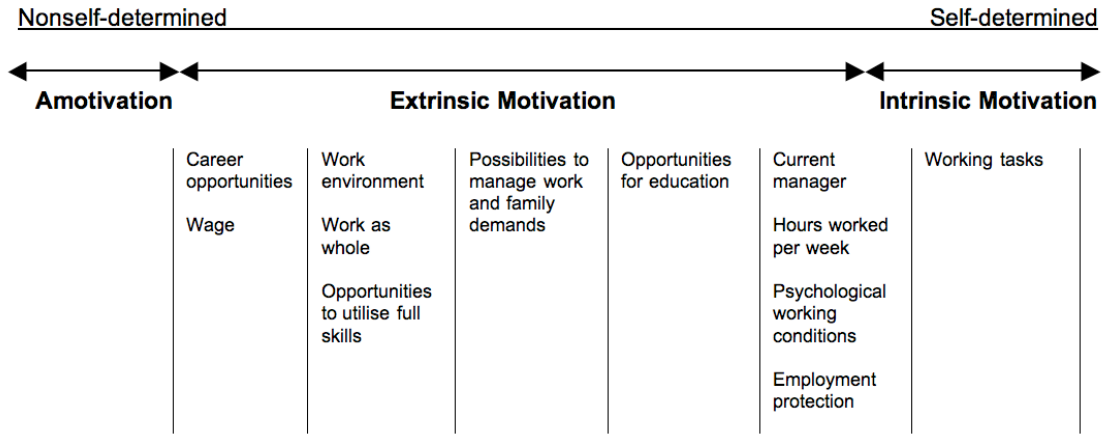 Nonself-determined
Self-determined
Amotivation
Extrinsic Motivation
Intrinsic Motivation
Career
opportunities
Wage
Work
environment
Work as
whole
Opportunities
to utilise full
skills
Possibilities to
manage work
and family
demands
Opportunities
for education
Current
manager
Hours worked
per week
Psychological
working
conditions
Employment
protection
Working tasks